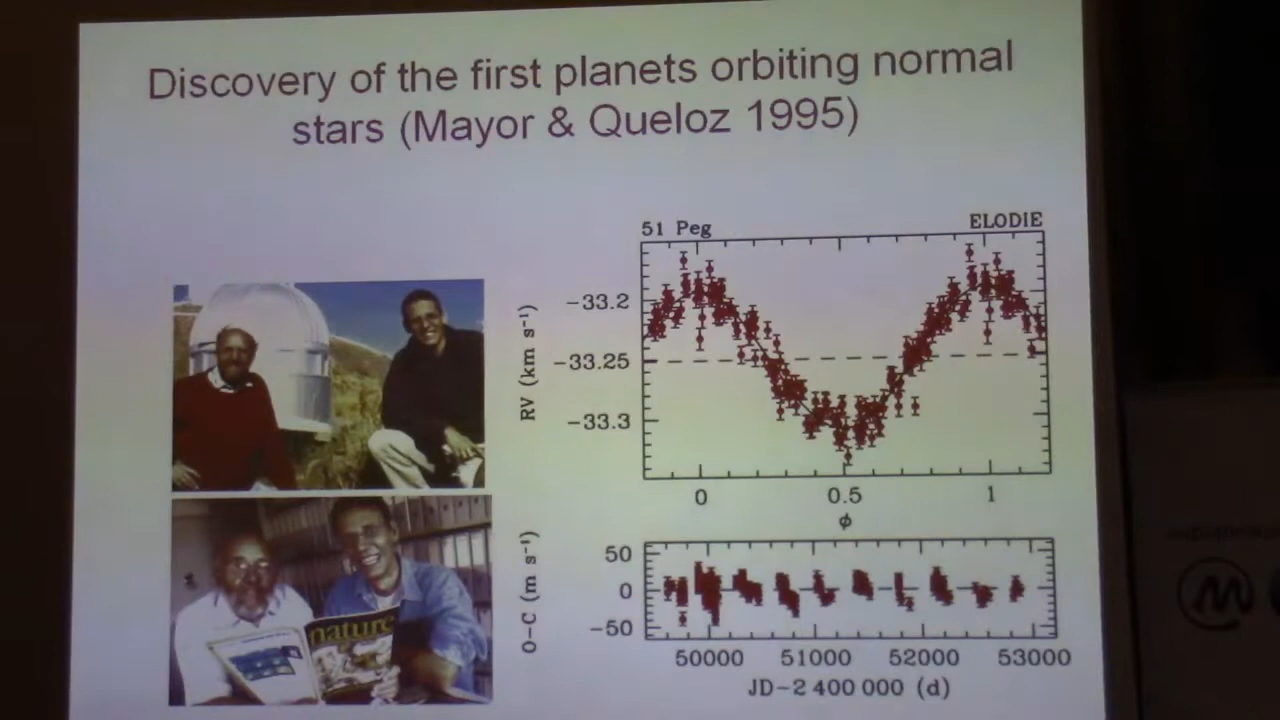 Discovery of the first planets orbiting normal
stars (Mayor & Queloz 1995)
51 Peg ELODIE
RV (km s⁻¹)
−33.2
−33.25
−33.3
0 0.5 1
ϕ
nature
O−C (m s⁻¹)
50
0
−50
50000 51000 52000 53000
JD−2 400 000 (d)